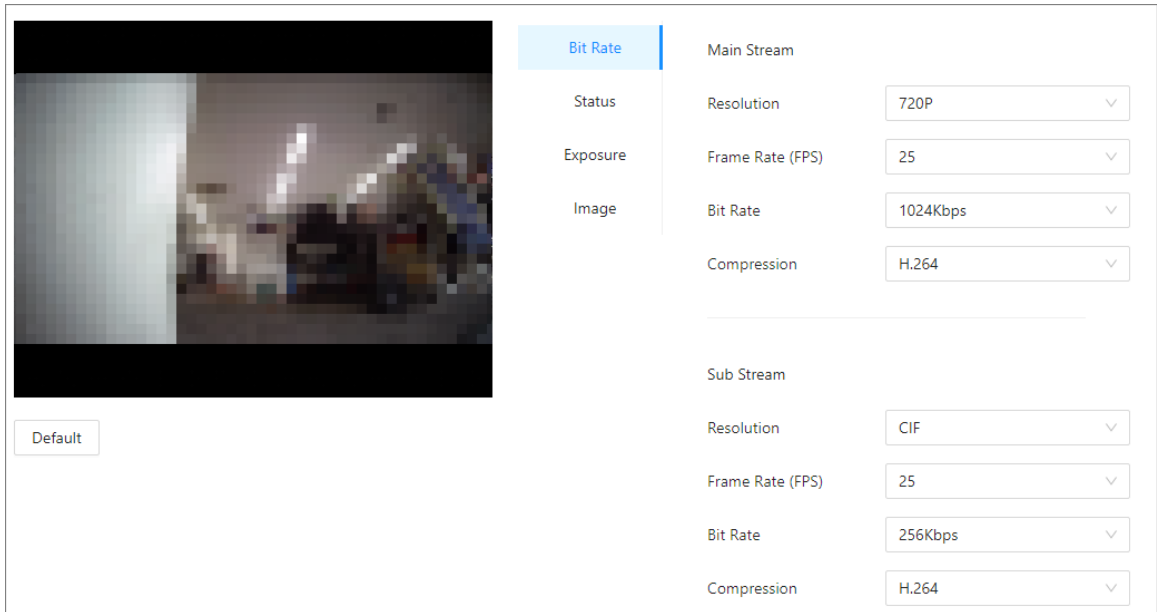 Bit Rate
Status
Exposure
Image
Default
Main Stream
Resolution 720P
Frame Rate (FPS) 25
Bit Rate 1024Kbps
Compression H.264
Sub Stream
Resolution CIF
Frame Rate (FPS) 25
Bit Rate 256Kbps
Compression H.264